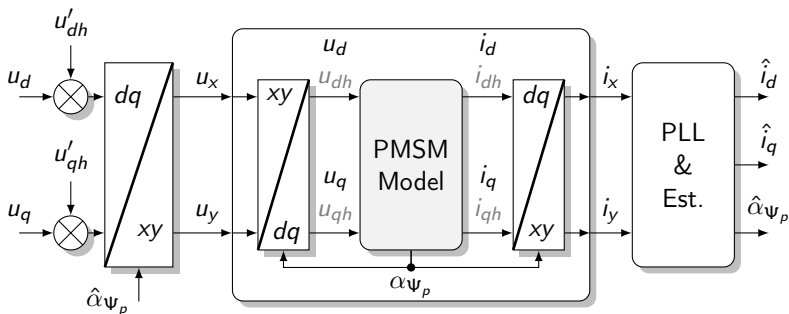 u′dh
ud
dq
xy
ux
ud
udh
xy
dq
id
idh
dq
xy
ix
îd
u′qh
uq
uy
uq
uqh
PMSM
Model
iq
iqh
iy
PLL
&
Est.
îq
α̂Ψp
α̂Ψp
αΨp